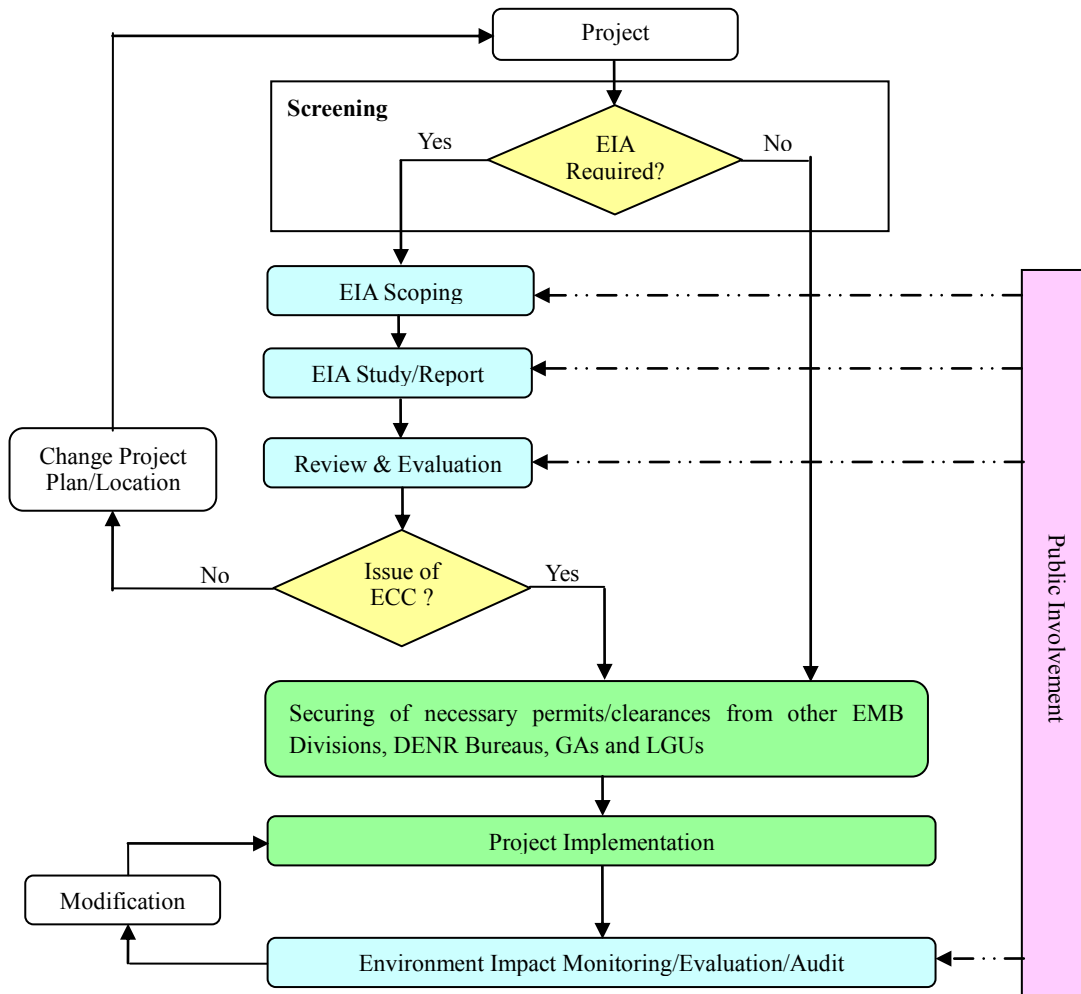 Project
Screening
Yes
EIA
Required?
No
EIA Scoping
EIA Study/Report
Change Project
Plan/Location
Review & Evaluation
No
Issue of
ECC ?
Yes
Public Involvement
Securing of necessary permits/clearances from other EMB
Divisions, DENR Bureaus, GAs and LGUs
Project Implementation
Modification
Environment Impact Monitoring/Evaluation/Audit